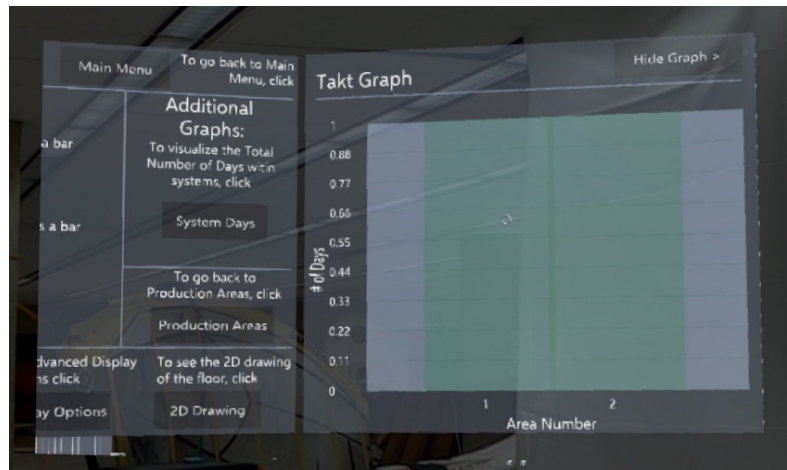 Main Menu
To go back to Main
Menu, click
a bar
s a bar
Additional
Graphs:
To visualize the Total
Number of Days witin
systems, click
System Days
To go back to
Production Areas, click
Production Areas
dvanced Display
ns click
ay Options
To see the 2D drawing
of the floor, click
2D Drawing
Takt Graph
Hide Graph >
# of Days
1
0.88
0.77
0.66
0.55
0.44
0.33
0.22
0.11
0
1
2
Area Number